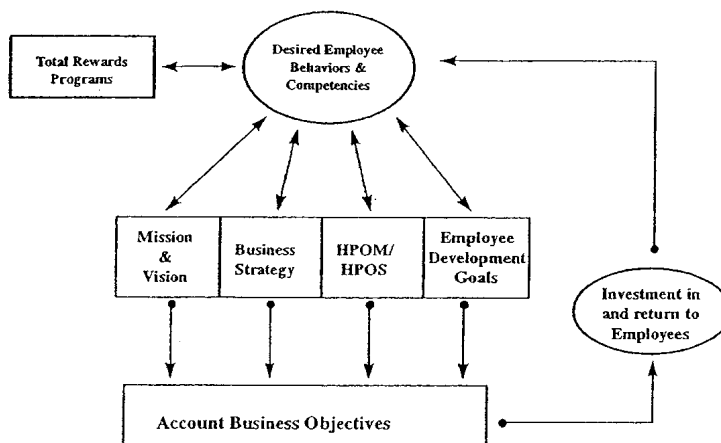 Total Rewards
Programs
Desired Employee
Behaviors &
Competencies
Mission
&
Vision
Business
Strategy
HPOM/
HPOS
Employee
Development
Goals
Investment in
and return to
Employees
Account Business Objectives